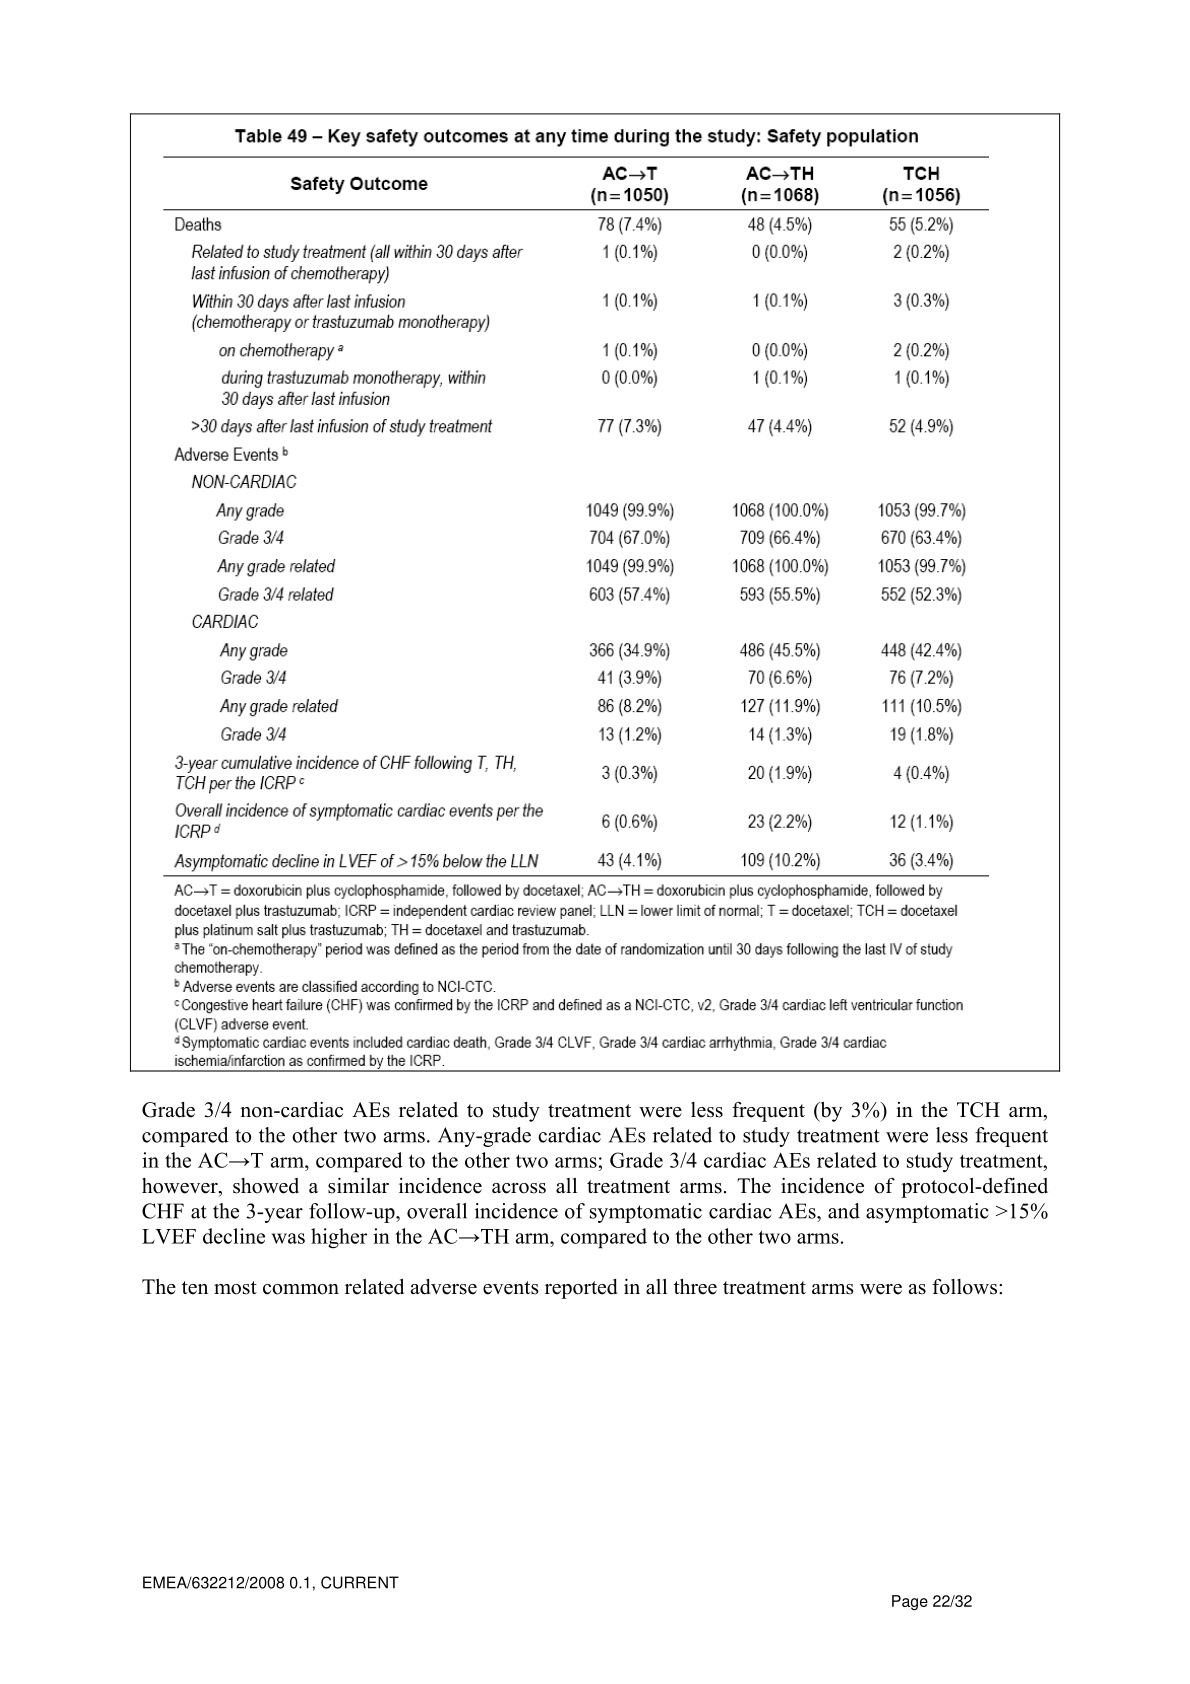 Table 49 – Key safety outcomes at any time during the study: Safety population
Safety Outcome AC→T (n=1050) AC→TH (n=1068) TCH (n=1056)
Deaths 78 (7.4%) 48 (4.5%) 55 (5.2%)
Related to study treatment (all within 30 days after 1 (0.1%) 0 (0.0%) 2 (0.2%)
last infusion of chemotherapy)
Within 30 days after last infusion 1 (0.1%) 1 (0.1%) 3 (0.3%)
(chemotherapy or trastuzumab monotherapy)
on chemotherapy a 1 (0.1%) 0 (0.0%) 2 (0.2%)
during trastuzumab monotherapy, within 0 (0.0%) 1 (0.1%) 1 (0.1%)
30 days after last infusion
>30 days after last infusion of study treatment 77 (7.3%) 47 (4.4%) 52 (4.9%)
Adverse Events b
NON-CARDIAC
Any grade 1049 (99.9%) 1068 (100.0%) 1053 (99.7%)
Grade 3/4 704 (67.0%) 709 (66.4%) 670 (63.4%)
Any grade related 1049 (99.9%) 1068 (100.0%) 1053 (99.7%)
Grade 3/4 related 603 (57.4%) 593 (55.5%) 552 (52.3%)
CARDIAC
Any grade 366 (34.9%) 486 (45.5%) 448 (42.4%)
Grade 3/4 41 (3.9%) 70 (6.6%) 76 (7.2%)
Any grade related 86 (8.2%) 127 (11.9%) 111 (10.5%)
Grade 3/4 13 (1.2%) 14 (1.3%) 19 (1.8%)
3-year cumulative incidence of CHF following T, TH,
TCH per the ICRP c 3 (0.3%) 20 (1.9%) 4 (0.4%)
Overall incidence of symptomatic cardiac events per the
ICRP d 6 (0.6%) 23 (2.2%) 12 (1.1%)
Asymptomatic decline in LVEF of >15% below the LLN 43 (4.1%) 109 (10.2%) 36 (3.4%)
AC→T = doxorubicin plus cyclophosphamide, followed by docetaxel; AC→TH = doxorubicin plus cyclophosphamide, followed by
docetaxel plus trastuzumab; ICRP = independent cardiac review panel; LLN = lower limit of normal; T = docetaxel; TCH = docetaxel
plus platinum salt plus trastuzumab; TH = docetaxel and trastuzumab.
a The “on-chemotherapy” period was defined as the period from the date of randomization until 30 days following the last IV of study
chemotherapy.
b Adverse events are classified according to NCI-CTC.
c Congestive heart failure (CHF) was confirmed by the ICRP and defined as a NCI-CTC, v2, Grade 3/4 cardiac left ventricular function
(CLVF) adverse event.
d Symptomatic cardiac events included cardiac death, Grade 3/4 CLVF, Grade 3/4 cardiac arrhythmia, Grade 3/4 cardiac
ischemia/infarction as confirmed by the ICRP.
Grade 3/4 non-cardiac AEs related to study treatment were less frequent (by 3%) in the TCH arm,
compared to the other two arms. Any-grade cardiac AEs related to study treatment were less frequent
in the AC→T arm, compared to the other two arms; Grade 3/4 cardiac AEs related to study treatment,
however, showed a similar incidence across all treatment arms. The incidence of protocol-defined
CHF at the 3-year follow-up, overall incidence of symptomatic cardiac AEs, and asymptomatic >15%
LVEF decline was higher in the AC→TH arm, compared to the other two arms.
The ten most common related adverse events reported in all three treatment arms were as follows:
EMEA/632212/2008 0.1, CURRENT
Page 22/32